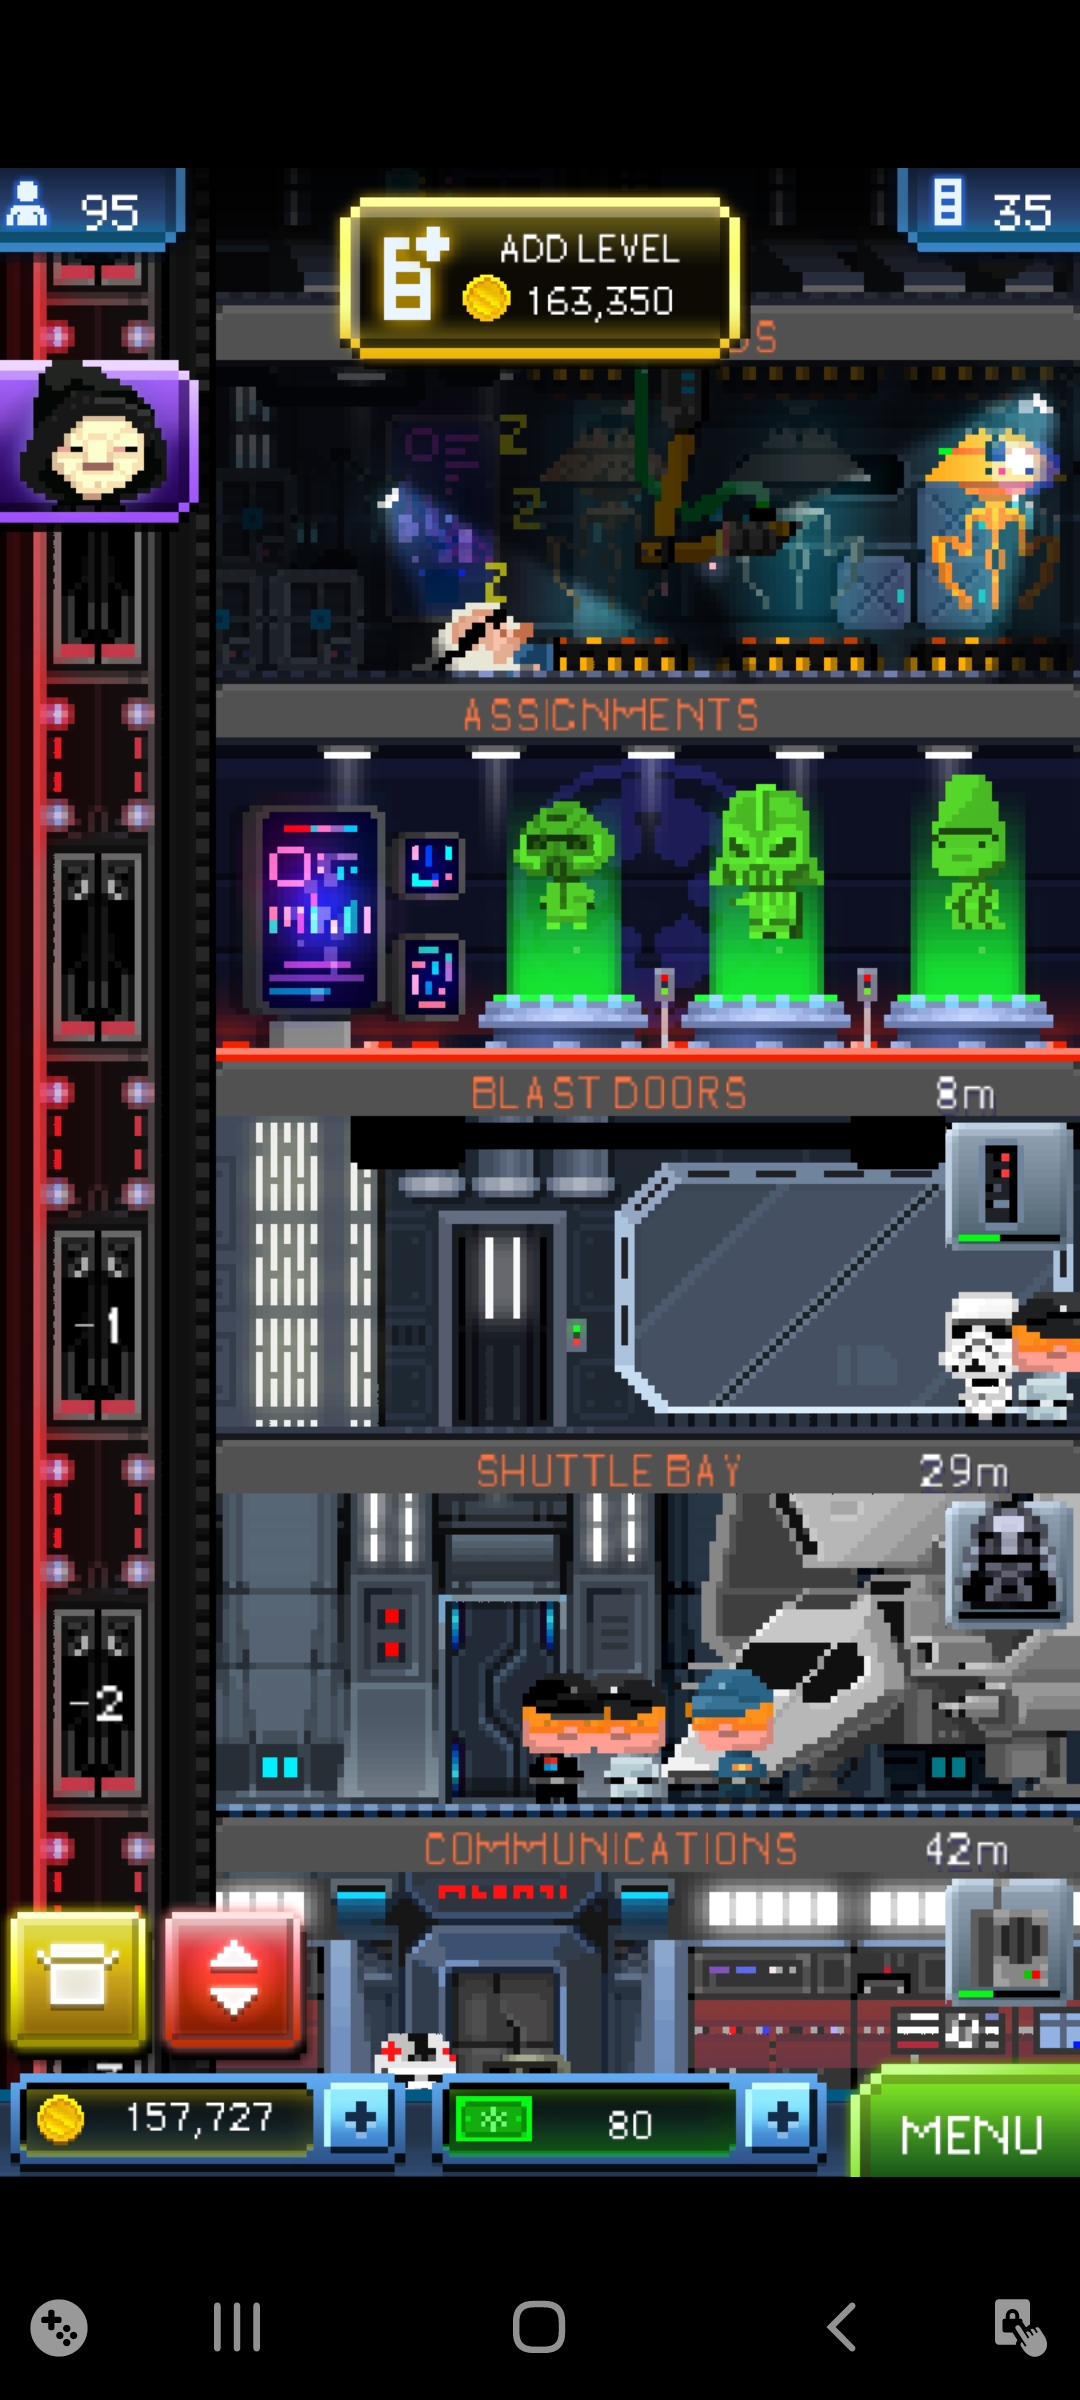 95
35
ADD LEVEL
163,350
DS
Z
Z
Z
ASSIGNMENTS
BLAST DOORS 8m
-1
SHUTTLE BAY 29m
-2
COMMUNICATIONS 42m
157,727
80
MENU